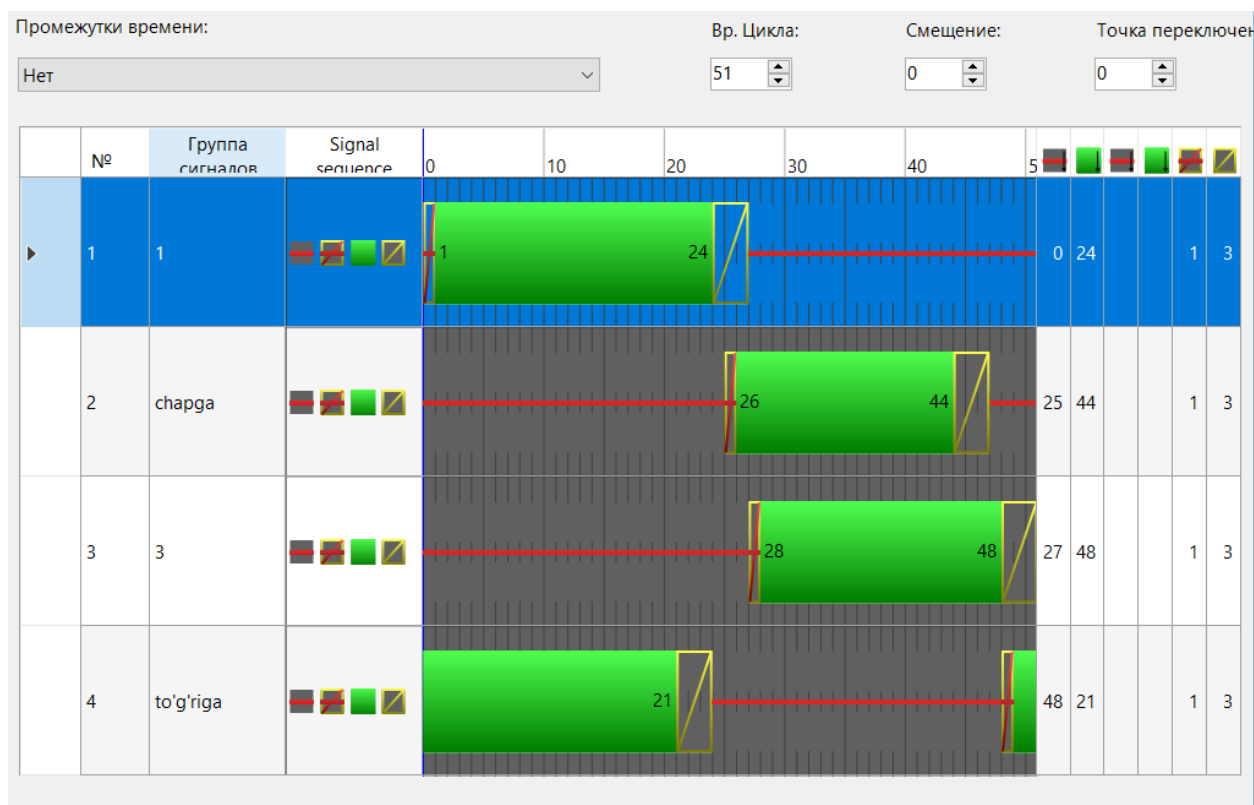 Промежутки времени: Вр. Цикла: Смещение: Точка переключен
Нет 51 0 0
№ Группа сигналов Signal sequence 0 10 20 30 40 5
1 1 1 24 0 24 1 3
2 chapga 26 44 25 44 1 3
3 3 28 48 27 48 1 3
4 to'g'riga 21 48 21 1 3